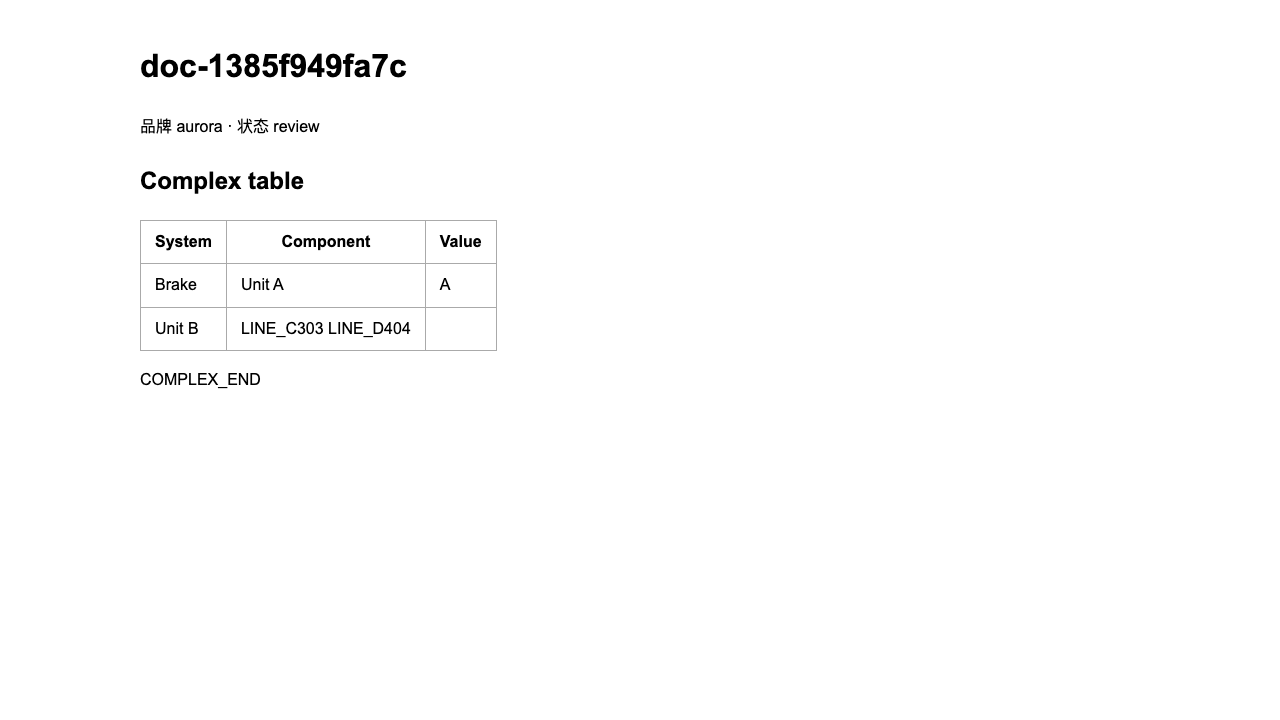 doc-1385f949fa7c
品牌 aurora · 状态 review
Complex table
System Component Value
Brake Unit A A
Unit B LINE_C303 LINE_D404
COMPLEX_END